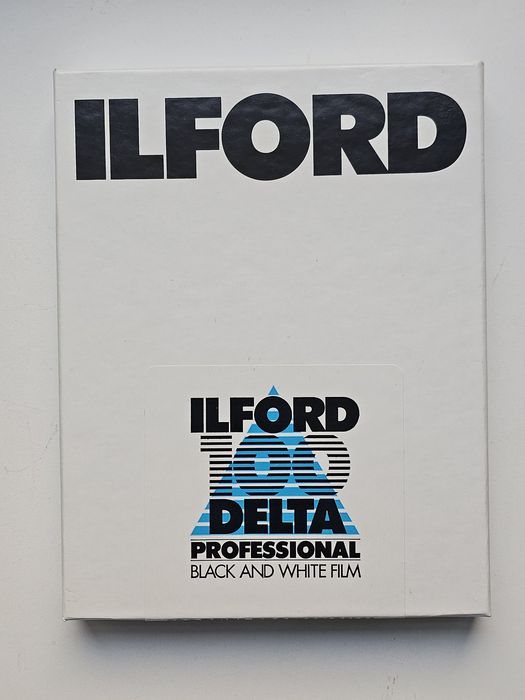 ILFORD
ILFORD
100
DELTA
PROFESSIONAL
BLACK AND WHITE FILM